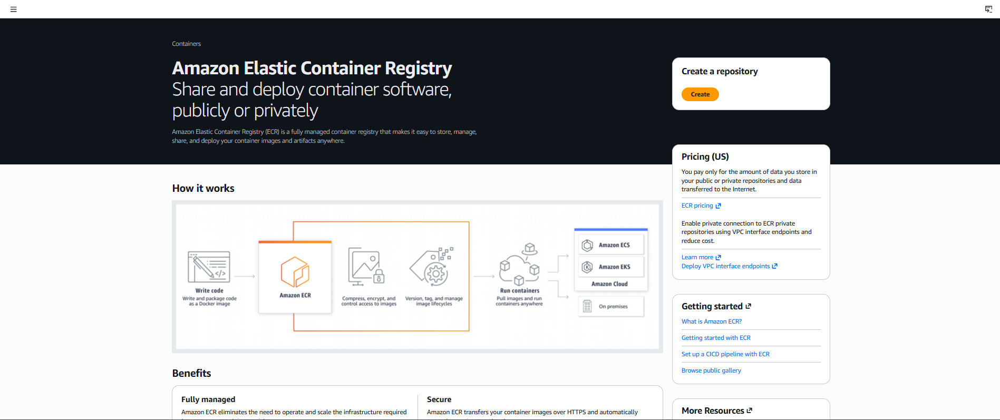 Containers
Amazon Elastic Container Registry
Share and deploy container software,
publicly or privately
Amazon Elastic Container Registry (ECR) is a fully managed container registry that makes it easy to store, manage,
share, and deploy your container images and artifacts anywhere.
Create a repository
Create
Pricing (US)
You pay only for the amount of data you store in
your public or private repositories and data
transferred to the Internet.
ECR pricing
Enable private connection to ECR private
repositories using VPC interface endpoints and
reduce cost.
Learn more
Deploy VPC interface endpoints
How it works
Write code
Write and package code
as a Docker image
Amazon ECR
Compress, encrypt, and
control access to images
Version, tag, and manage
image lifecycles
Run containers
Pull images and run
containers anywhere
Amazon ECS
Amazon EKS
Amazon Cloud
On premises
Getting started
What is Amazon ECR?
Getting started with ECR
Set up a CICD pipeline with ECR
Browse public gallery
Benefits
Fully managed
Amazon ECR eliminates the need to operate and scale the infrastructure required
Secure
Amazon ECR transfers your container images over HTTPS and automatically
More Resources